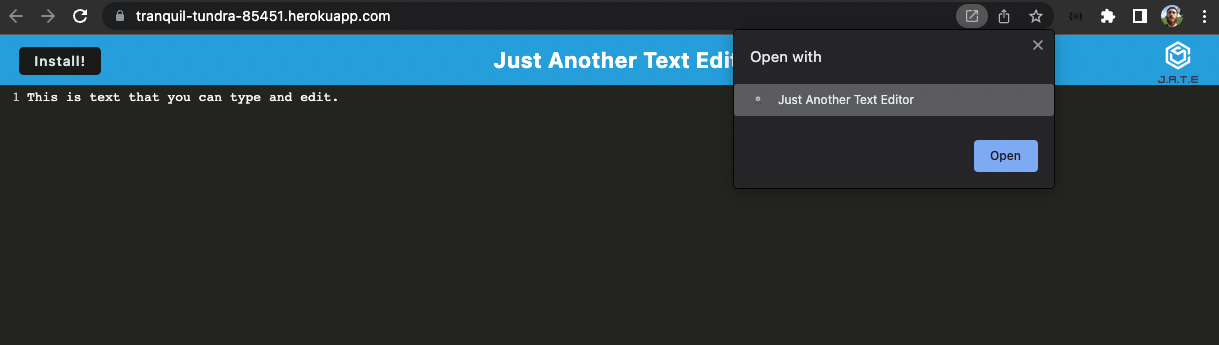 tranquil-tundra-85451.herokuapp.com
Install!
Just Another Text Edit
J.A.T.E
Open with
Just Another Text Editor
Open
1 This is text that you can type and edit.